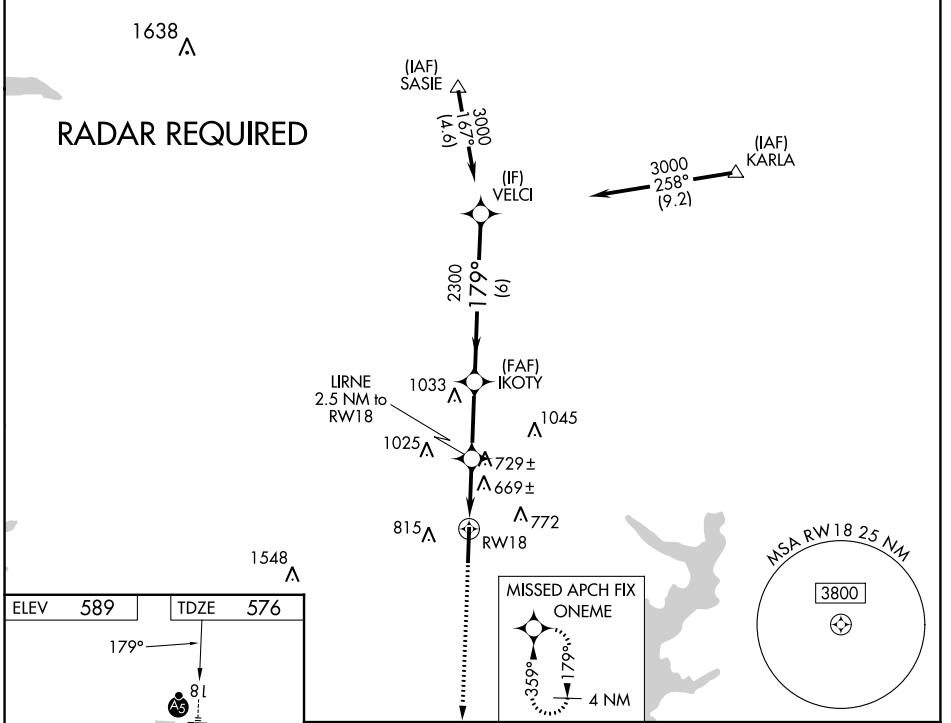 1638
RADAR REQUIRED
(IAF)
SASIE
3000
167°
(4.6)
(IAF)
KARLA
3000
258°
(9.2)
(IF)
VELCI
2300
179°
(6)
(FAF)
IKOTY
1033
LIRNE
2.5 NM to
RW18
1045
1025
729±
669±
772
815
RW18
1548
MSA RW18 25 NM
3800
MISSED APCH FIX
ONEME
359°
179°
4 NM
ELEV 589
TDZE 576
179°
18
A5